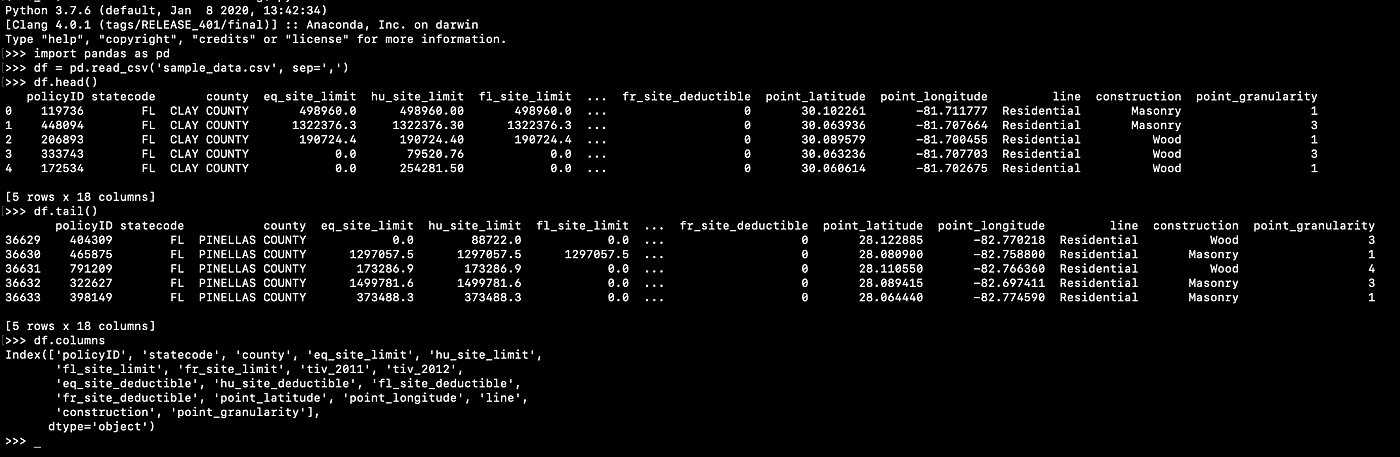 Python 3.7.6 (default, Jan  8 2020, 13:42:34)
[Clang 4.0.1 (tags/RELEASE_401/final)] :: Anaconda, Inc. on darwin
Type "help", "copyright", "credits" or "license" for more information.
>>> import pandas as pd
>>> df = pd.read_csv('sample_data.csv', sep=',')
>>> df.head()
   policyID statecode       county  eq_site_limit  hu_site_limit  fl_site_limit  ...  fr_site_deductible  point_latitude  point_longitude         line  construction  point_granularity
0    119736        FL  CLAY COUNTY       498960.0      498960.00       498960.0  ...                   0       30.102261       -81.711777  Residential       Masonry                  1
1    448094        FL  CLAY COUNTY      1322376.3     1322376.30      1322376.3  ...                   0       30.063936       -81.707664  Residential       Masonry                  3
2    206893        FL  CLAY COUNTY       190724.4      190724.40       190724.4  ...                   0       30.089579       -81.700455  Residential          Wood                  1
3    333743        FL  CLAY COUNTY            0.0       79520.76            0.0  ...                   0       30.063236       -81.707703  Residential          Wood                  3
4    172534        FL  CLAY COUNTY            0.0      254281.50            0.0  ...                   0       30.060614       -81.702675  Residential          Wood                  1
[5 rows x 18 columns]
>>> df.tail()
       policyID statecode           county  eq_site_limit  hu_site_limit  fl_site_limit  ...  fr_site_deductible  point_latitude  point_longitude         line  construction  point_granularity
36629    404309        FL  PINELLAS COUNTY            0.0        88722.0            0.0  ...                   0       28.122885       -82.770218  Residential          Wood                  3
36630    465875        FL  PINELLAS COUNTY      1297057.5      1297057.5      1297057.5  ...                   0       28.080900       -82.758800  Residential       Masonry                  1
36631    791209        FL  PINELLAS COUNTY       173286.9       173286.9            0.0  ...                   0       28.110550       -82.766360  Residential          Wood                  4
36632    322627        FL  PINELLAS COUNTY      1499781.6      1499781.6            0.0  ...                   0       28.089415       -82.697411  Residential       Masonry                  3
36633    398149        FL  PINELLAS COUNTY       373488.3       373488.3            0.0  ...                   0       28.064440       -82.774590  Residential       Masonry                  1
[5 rows x 18 columns]
>>> df.columns
Index(['policyID', 'statecode', 'county', 'eq_site_limit', 'hu_site_limit',
       'fl_site_limit', 'fr_site_limit', 'tiv_2011', 'tiv_2012',
       'eq_site_deductible', 'hu_site_deductible', 'fl_site_deductible',
       'fr_site_deductible', 'point_latitude', 'point_longitude', 'line',
       'construction', 'point_granularity'],
      dtype='object')
>>> _